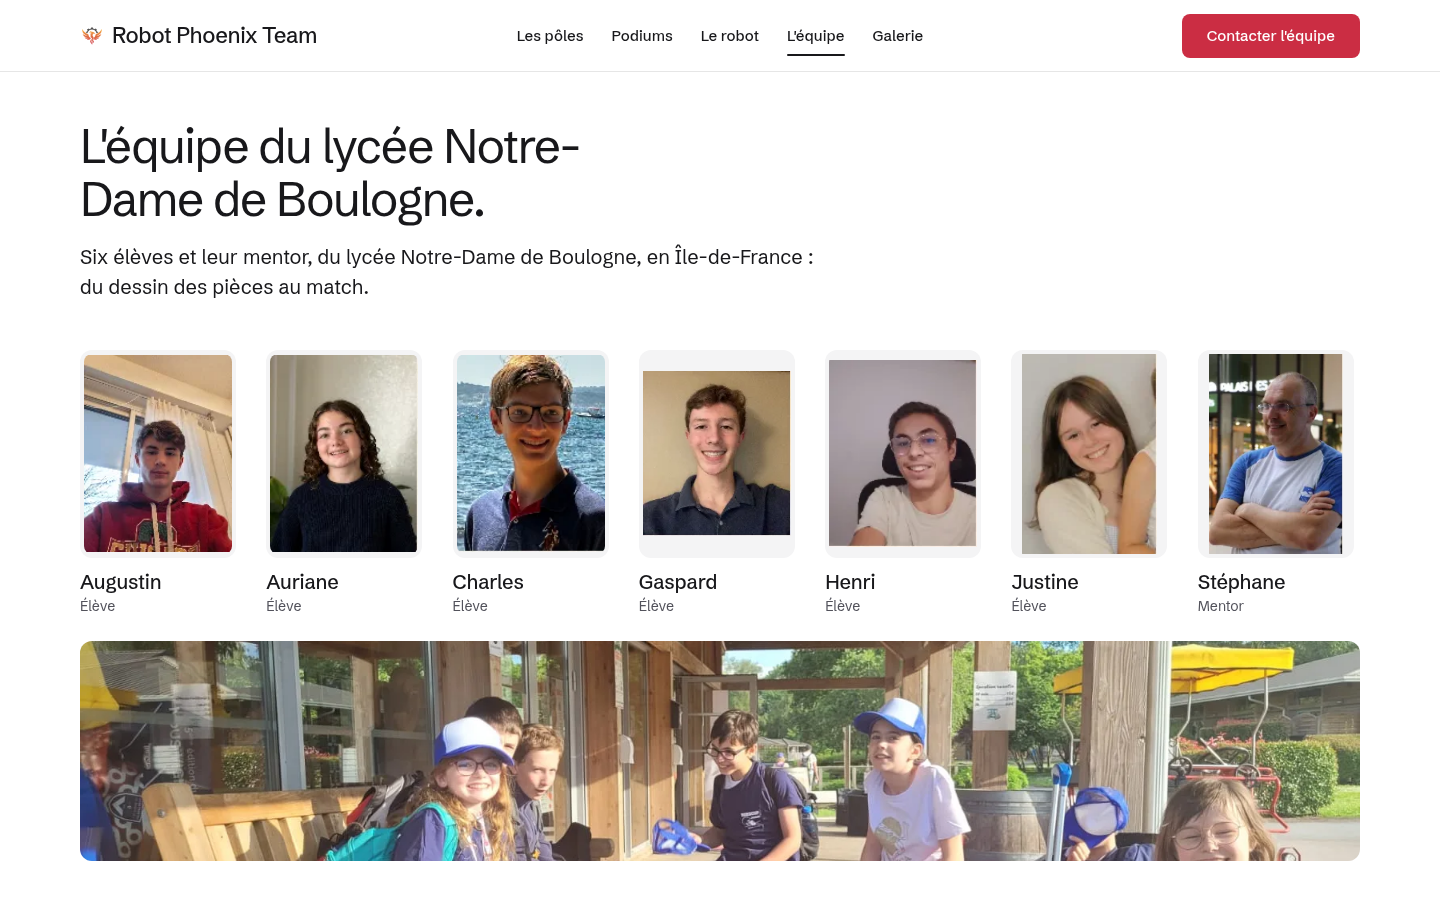 Robot Phoenix Team
Les pôles
Podiums
Le robot
L'équipe
Galerie
Contacter l'équipe
L'équipe du lycée Notre-
Dame de Boulogne.
Six élèves et leur mentor, du lycée Notre-Dame de Boulogne, en Île-de-France :
du dessin des pièces au match.
Augustin
Élève
Auriane
Élève
Charles
Élève
Gaspard
Élève
Henri
Élève
Justine
Élève
Stéphane
Mentor